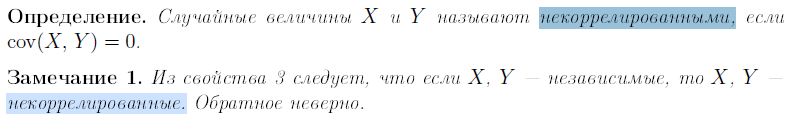 Определение. Случайные величины X и Y называют некоррелированными, если
cov(X, Y) = 0.
Замечание 1. Из свойства 3 следует, что если X, Y — независимые, то X, Y —
некоррелированные. Обратное неверно.